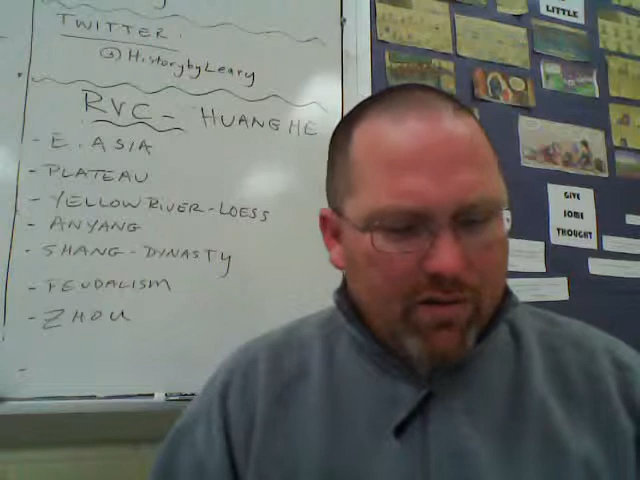 TWITTER
@HistorybyLeary
RVC - HUANG HE
- E. ASIA
- PLATEAU
- YELLOW RIVER - LOESS
- ANYANG
- SHANG - DYNASTY
- FEUDALISM
- ZHOU
LITTLE
GIVE
SOME
THOUGHT